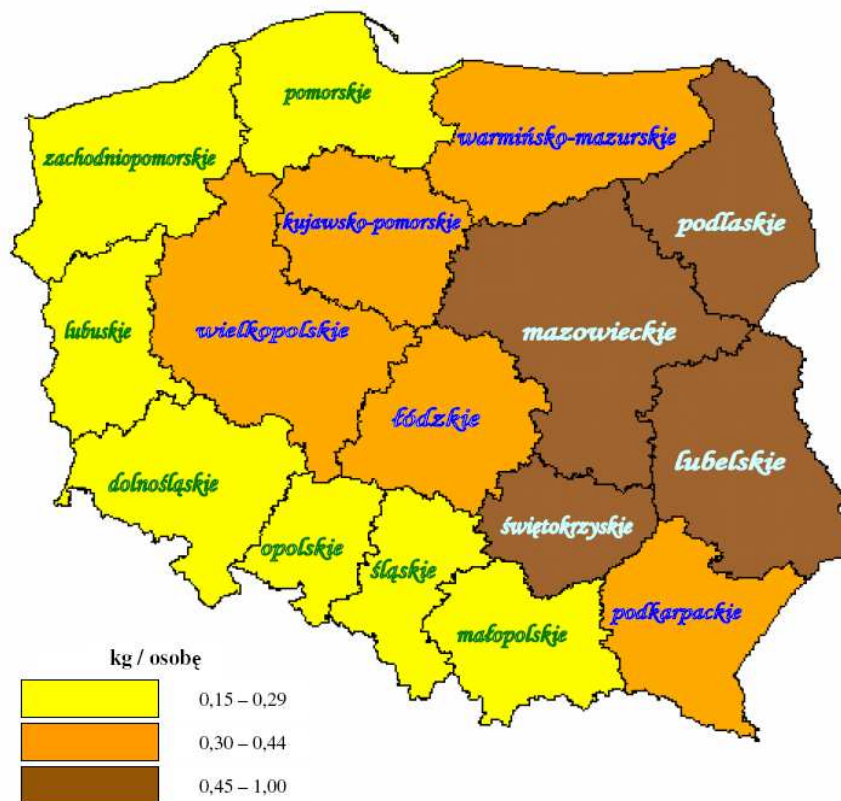 pomorskie
warmińsko-mazurskie
zachodniopomorskie
podlaskie
kujawsko-pomorskie
lubuskie
wielkopolskie
mazowieckie
łódzkie
lubelskie
dolnośląskie
świętokrzyskie
opolskie
śląskie
podkarpackie
małopolskie
kg / osobę
0,15 – 0,29
0,30 – 0,44
0,45 – 1,00